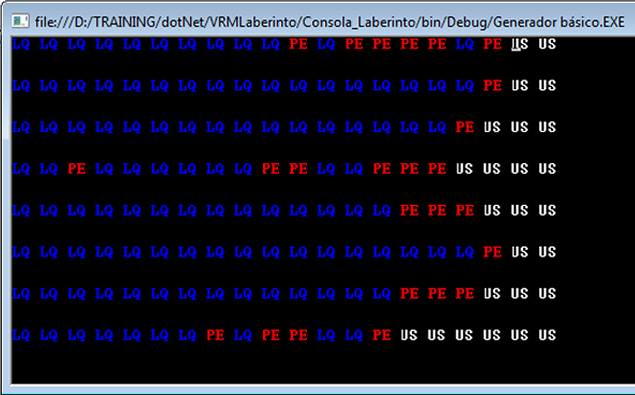 file:///D:/TRAINING/dotNet/VRMLaberinto/Consola_Laberinto/bin/Debug/Generador básico.EXE
LQ LQ LQ LQ LQ LQ LQ LQ LQ LQ PE LQ PE PE PE PE LQ PE US US
LQ LQ LQ LQ LQ LQ LQ LQ LQ LQ LQ LQ LQ LQ LQ LQ LQ PE US US
LQ LQ LQ LQ LQ LQ LQ LQ LQ LQ LQ LQ LQ LQ LQ LQ PE US US US
LQ LQ PE LQ LQ LQ LQ LQ LQ PE PE LQ LQ PE PE PE US US US US
LQ LQ LQ LQ LQ LQ LQ LQ LQ LQ LQ LQ LQ LQ PE PE PE US US US
LQ LQ LQ LQ LQ LQ LQ LQ LQ LQ LQ LQ LQ LQ LQ LQ LQ PE US US
LQ LQ LQ LQ LQ LQ LQ LQ LQ LQ LQ LQ LQ LQ PE PE PE US US US
LQ LQ LQ LQ LQ LQ LQ PE LQ PE PE LQ LQ PE US US US US US US